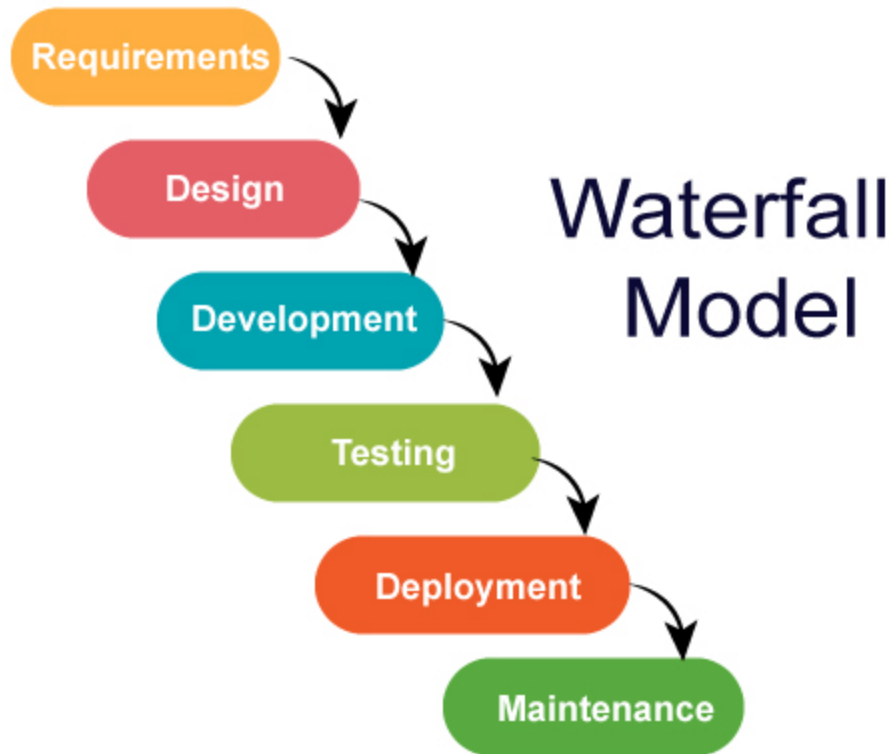 Requirements
Design
Waterfall
Model
Development
Testing
Deployment
Maintenance